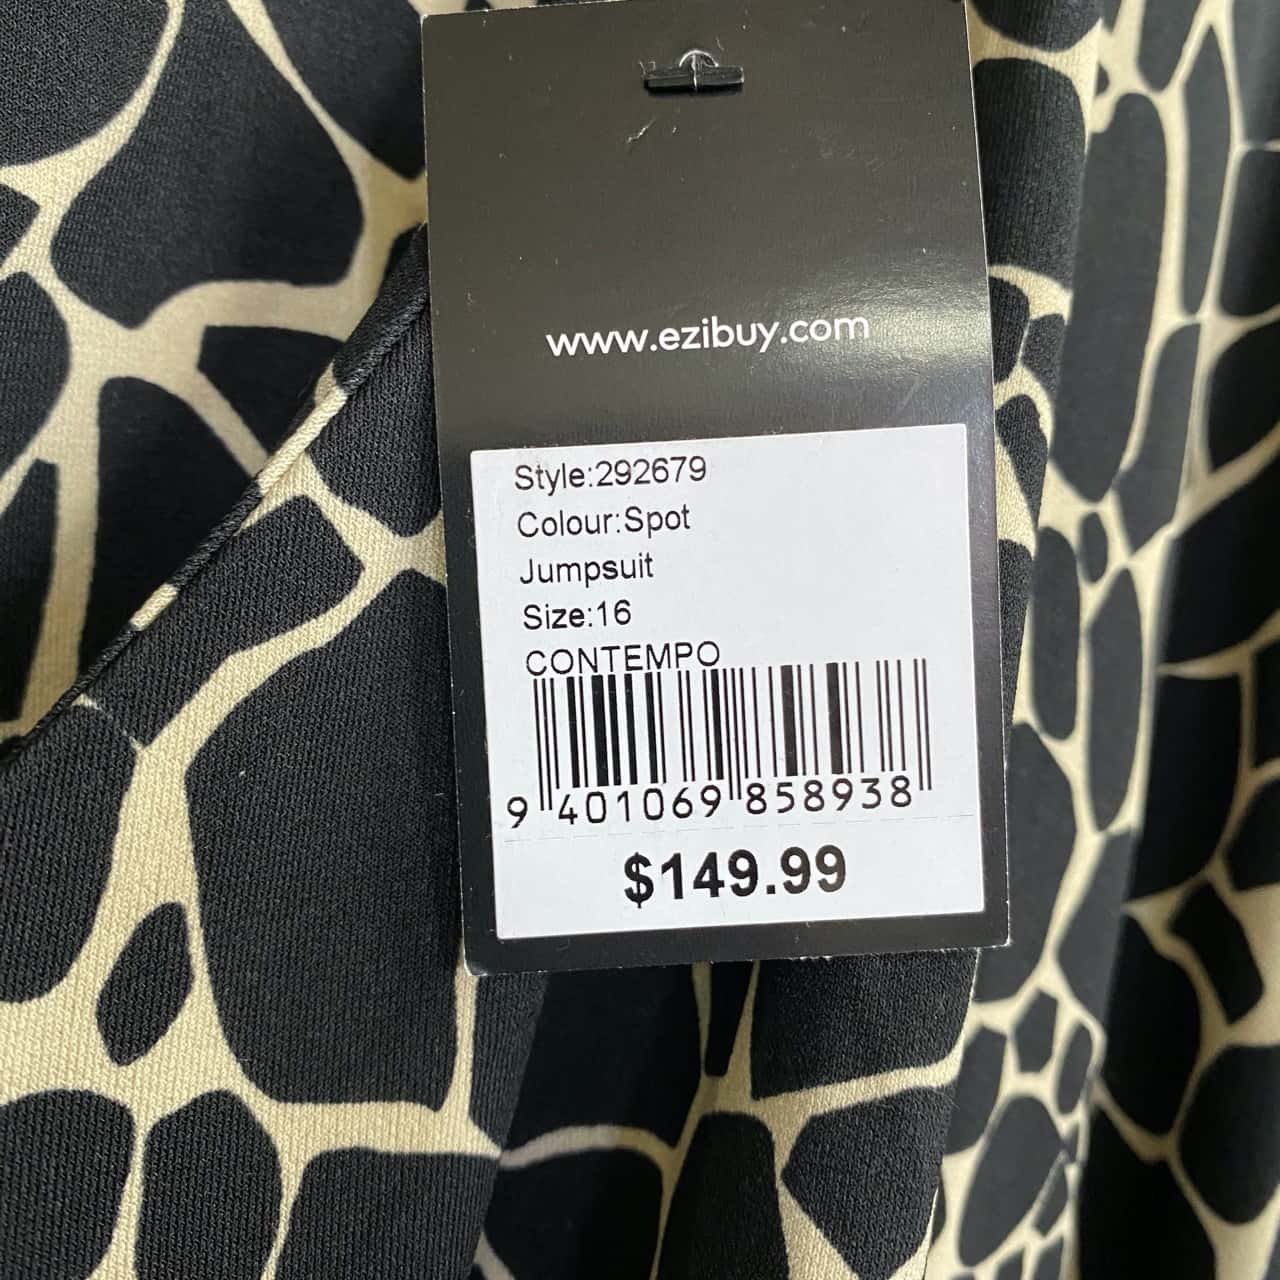 www.ezibuy.com
Style:292679
Colour:Spot
Jumpsuit
Size:16
CONTEMPO
9 401069 858938
$149.99